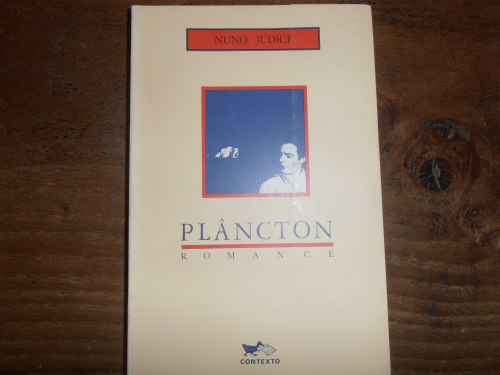 NUNO JÚDICE
PLÂNCTON
ROMANCE
CONTEXTO